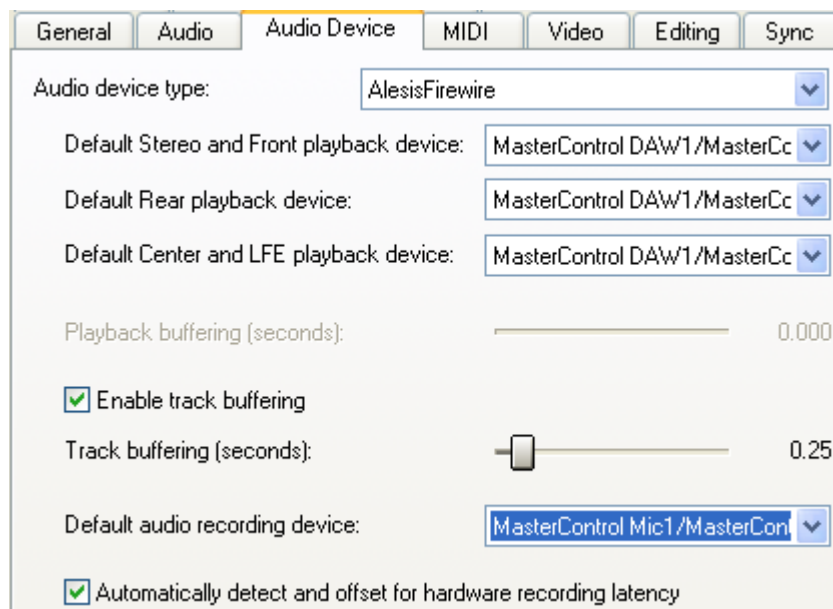 General Audio Audio Device MIDI Video Editing Sync
Audio device type: AlesisFirewire
Default Stereo and Front playback device: MasterControl DAW1/MasterCc
Default Rear playback device: MasterControl DAW1/MasterCc
Default Center and LFE playback device: MasterControl DAW1/MasterCc
Playback buffering (seconds): 0.000
Enable track buffering
Track buffering (seconds): 0.25
Default audio recording device: MasterControl Mic1/MasterCont
Automatically detect and offset for hardware recording latency